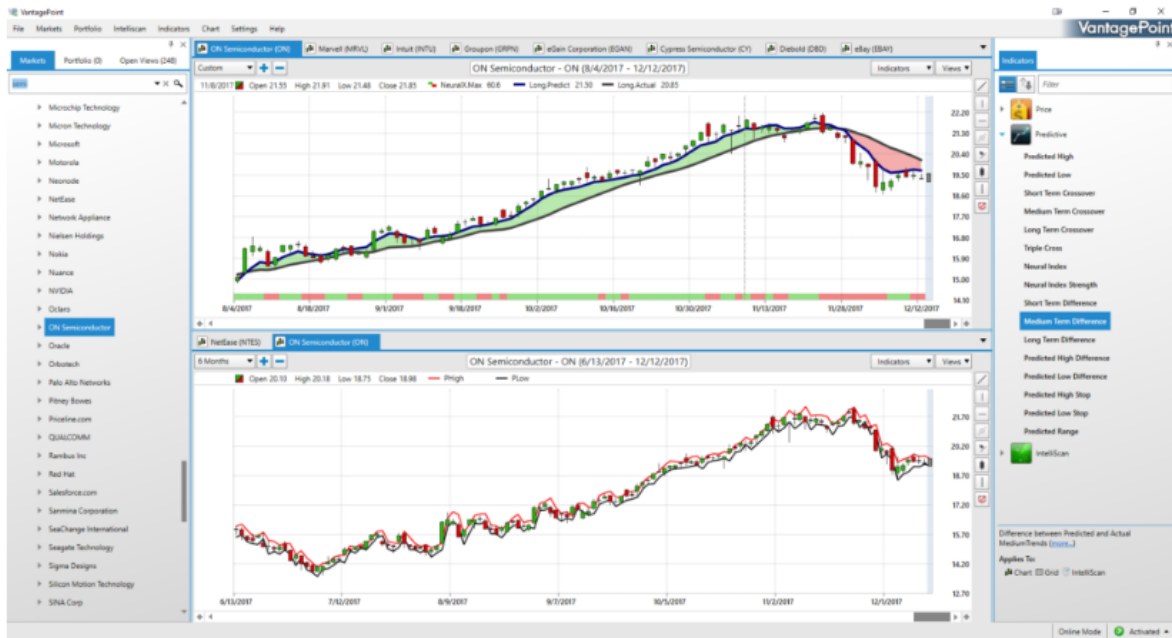 VantagePoint
File Markets Portfolio Intelliscan Indicators Chart Settings Help
VantagePoint
Markets Portfolio (0) Open Views (248)
semi
Microchip Technology
Micron Technology
Microsoft
Motorola
Neonode
NetEase
Network Appliance
Nielsen Holdings
Nokia
Nuance
NVIDIA
Oclaro
ON Semiconductor
Oracle
Orbotech
Palo Alto Networks
Pitney Bowes
Priceline.com
QUALCOMM
Rambus Inc
Red Hat
Salesforce.com
Sanmina Corporation
SeaChange International
Seagate Technology
Sigma Designs
Silicon Motion Technology
SINA Corp
ON Semiconductor (ON) Marvell (MRVL) Intuit (INTU) Groupon (GRPN) eGain Corporation (EGAN) Cypress Semiconductor (CY) Diebold (DBD) eBay (EBAY)
Custom ON Semiconductor - ON (8/4/2017 - 12/12/2017) Indicators Views
11/8/2017 Open 21.55 High 21.91 Low 21.48 Close 21.85 NeuralX.Max 60.6 Long.Predict 21.50 Long.Actual 20.85
22.20
21.30
20.40
19.50
18.60
17.70
16.80
15.90
15.00
14.10
8/4/2017 8/18/2017 9/1/2017 9/18/2017 10/2/2017 10/16/2017 10/30/2017 11/13/2017 11/28/2017 12/12/2017
NetEase (NTES) ON Semiconductor (ON)
6 Months ON Semiconductor - ON (6/13/2017 - 12/12/2017) Indicators Views
Open 20.10 High 20.18 Low 18.75 Close 18.98 PHigh PLow
21.70
20.20
18.70
17.20
15.70
14.20
12.70
6/13/2017 7/12/2017 8/9/2017 9/7/2017 10/5/2017 11/2/2017 12/1/2017
Indicators
Filter
Price
Predictive
Predicted High
Predicted Low
Short Term Crossover
Medium Term Crossover
Long Term Crossover
Triple Cross
Neural Index
Neural Index Strength
Short Term Difference
Medium Term Difference
Long Term Difference
Predicted High Difference
Predicted Low Difference
Predicted High Stop
Predicted Low Stop
Predicted Range
IntelliScan
Difference between Predicted and Actual
MediumTrends (more...)
Applies To:
Chart Grid IntelliScan
Online Mode Activated